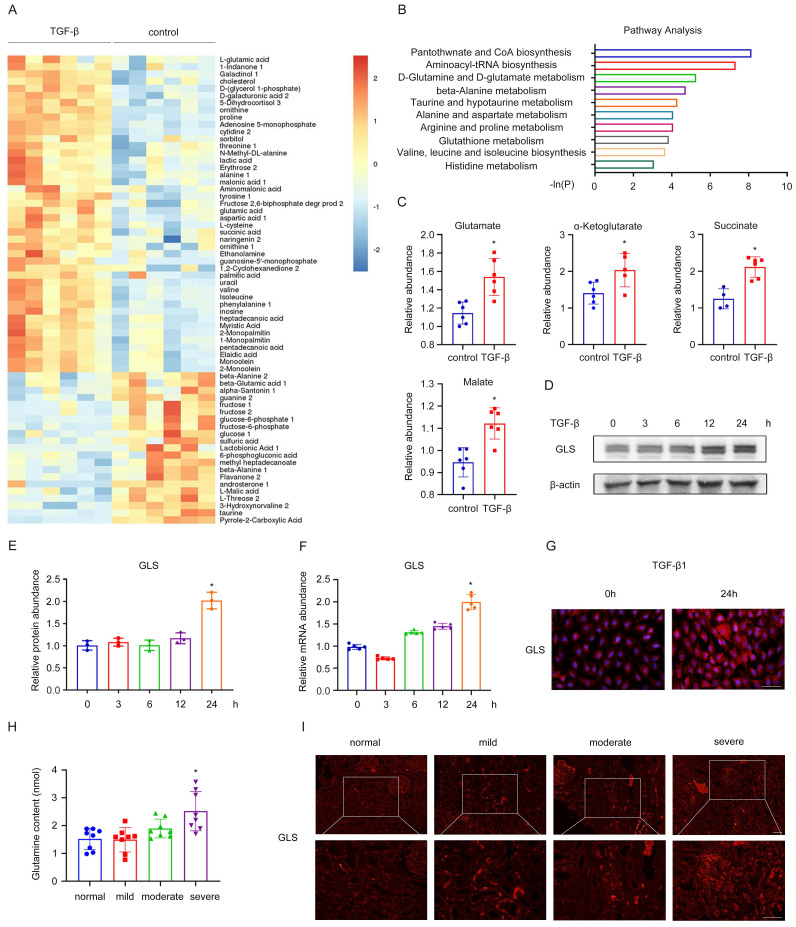 A
TGF-β control
L-glutamic acid
1-Indanone 1
Galactinol 1
cholesterol
D-(glycerol 1-phosphate)
D-galacturonic acid 2
5-Dihydrocortisol 3
ornithine
proline
Adenosine 5-monophosphate
cytidine 2
sorbitol
threonine 1
N-Methyl-DL-alanine
lactic acid
Erythrose 2
alanine 1
malonic acid 1
Aminomalonic acid
tyrosine 1
Fructose 2,6-biphosphate degr prod 2
glutamic acid
aspartic acid 1
L-cysteine
succinic acid
naringenin 2
ornithine 1
Ethanolamine
guanosine-5'-monophosphate
1,2-Cyclohexanedione 2
palmitic acid
uracil
valine
Isoleucine
phenylalanine 1
inosine
heptadecanoic acid
Myristic Acid
2-Monopalmitin
1-Monopalmitin
pentadecanoic acid
Elaidic acid
Monoolein
2-Monoolein
beta-Alanine 2
beta-Glutamic acid 1
alpha-Santonin 1
guanine 2
fructose 1
fructose 2
glucose-6-phosphate 1
fructose-6-phosphate
glucose 1
sulfuric acid
Lactobionic Acid 1
6-phosphogluconic acid
methyl heptadecanoate
beta-Alanine 1
Flavanone 2
androsterone 1
L-Malic acid
L-Threose 2
3-Hydroxynorvaline 2
taurine
Pyrrole-2-Carboxylic Acid
2
1
0
-1
-2
B
Pathway Analysis
Pantothwnate and CoA biosynthesis
Aminoacyl-tRNA biosynthesis
D-Glutamine and D-glutamate metabolism
beta-Alanine metabolism
Taurine and hypotaurine metabolism
Alanine and aspartate metabolism
Arginine and proline metabolism
Glutathione metabolism
Valine, leucine and isoleucine biosynthesis
Histidine metabolism
-ln(P)
0 2 4 6 8 10
C
Glutamate
Relative abundance
1.8
1.6
1.4
1.2
1.0
*
control TGF-β
α-Ketoglutarate
Relative abundance
3
2
1
0
*
control TGF-β
Succinate
Relative abundance
3
2
1
0
*
control TGF-β
Malate
Relative abundance
1.2
1.1
1.0
0.9
0.8
*
control TGF-β
D
TGF-β 0 3 6 12 24 h
GLS
β-actin
E
GLS
Relative protein abundance
2.5
2.0
1.5
1.0
0.5
0.0
*
0 3 6 12 24 h
F
GLS
Relative mRNA abundance
2.5
2.0
1.5
1.0
0.5
0.0
*
0 3 6 12 24 h
G
TGF-β1
0h 24h
GLS
H
Glutamine content (nmol)
4
3
2
1
0
*
normal mild moderate severe
I
normal mild moderate severe
GLS